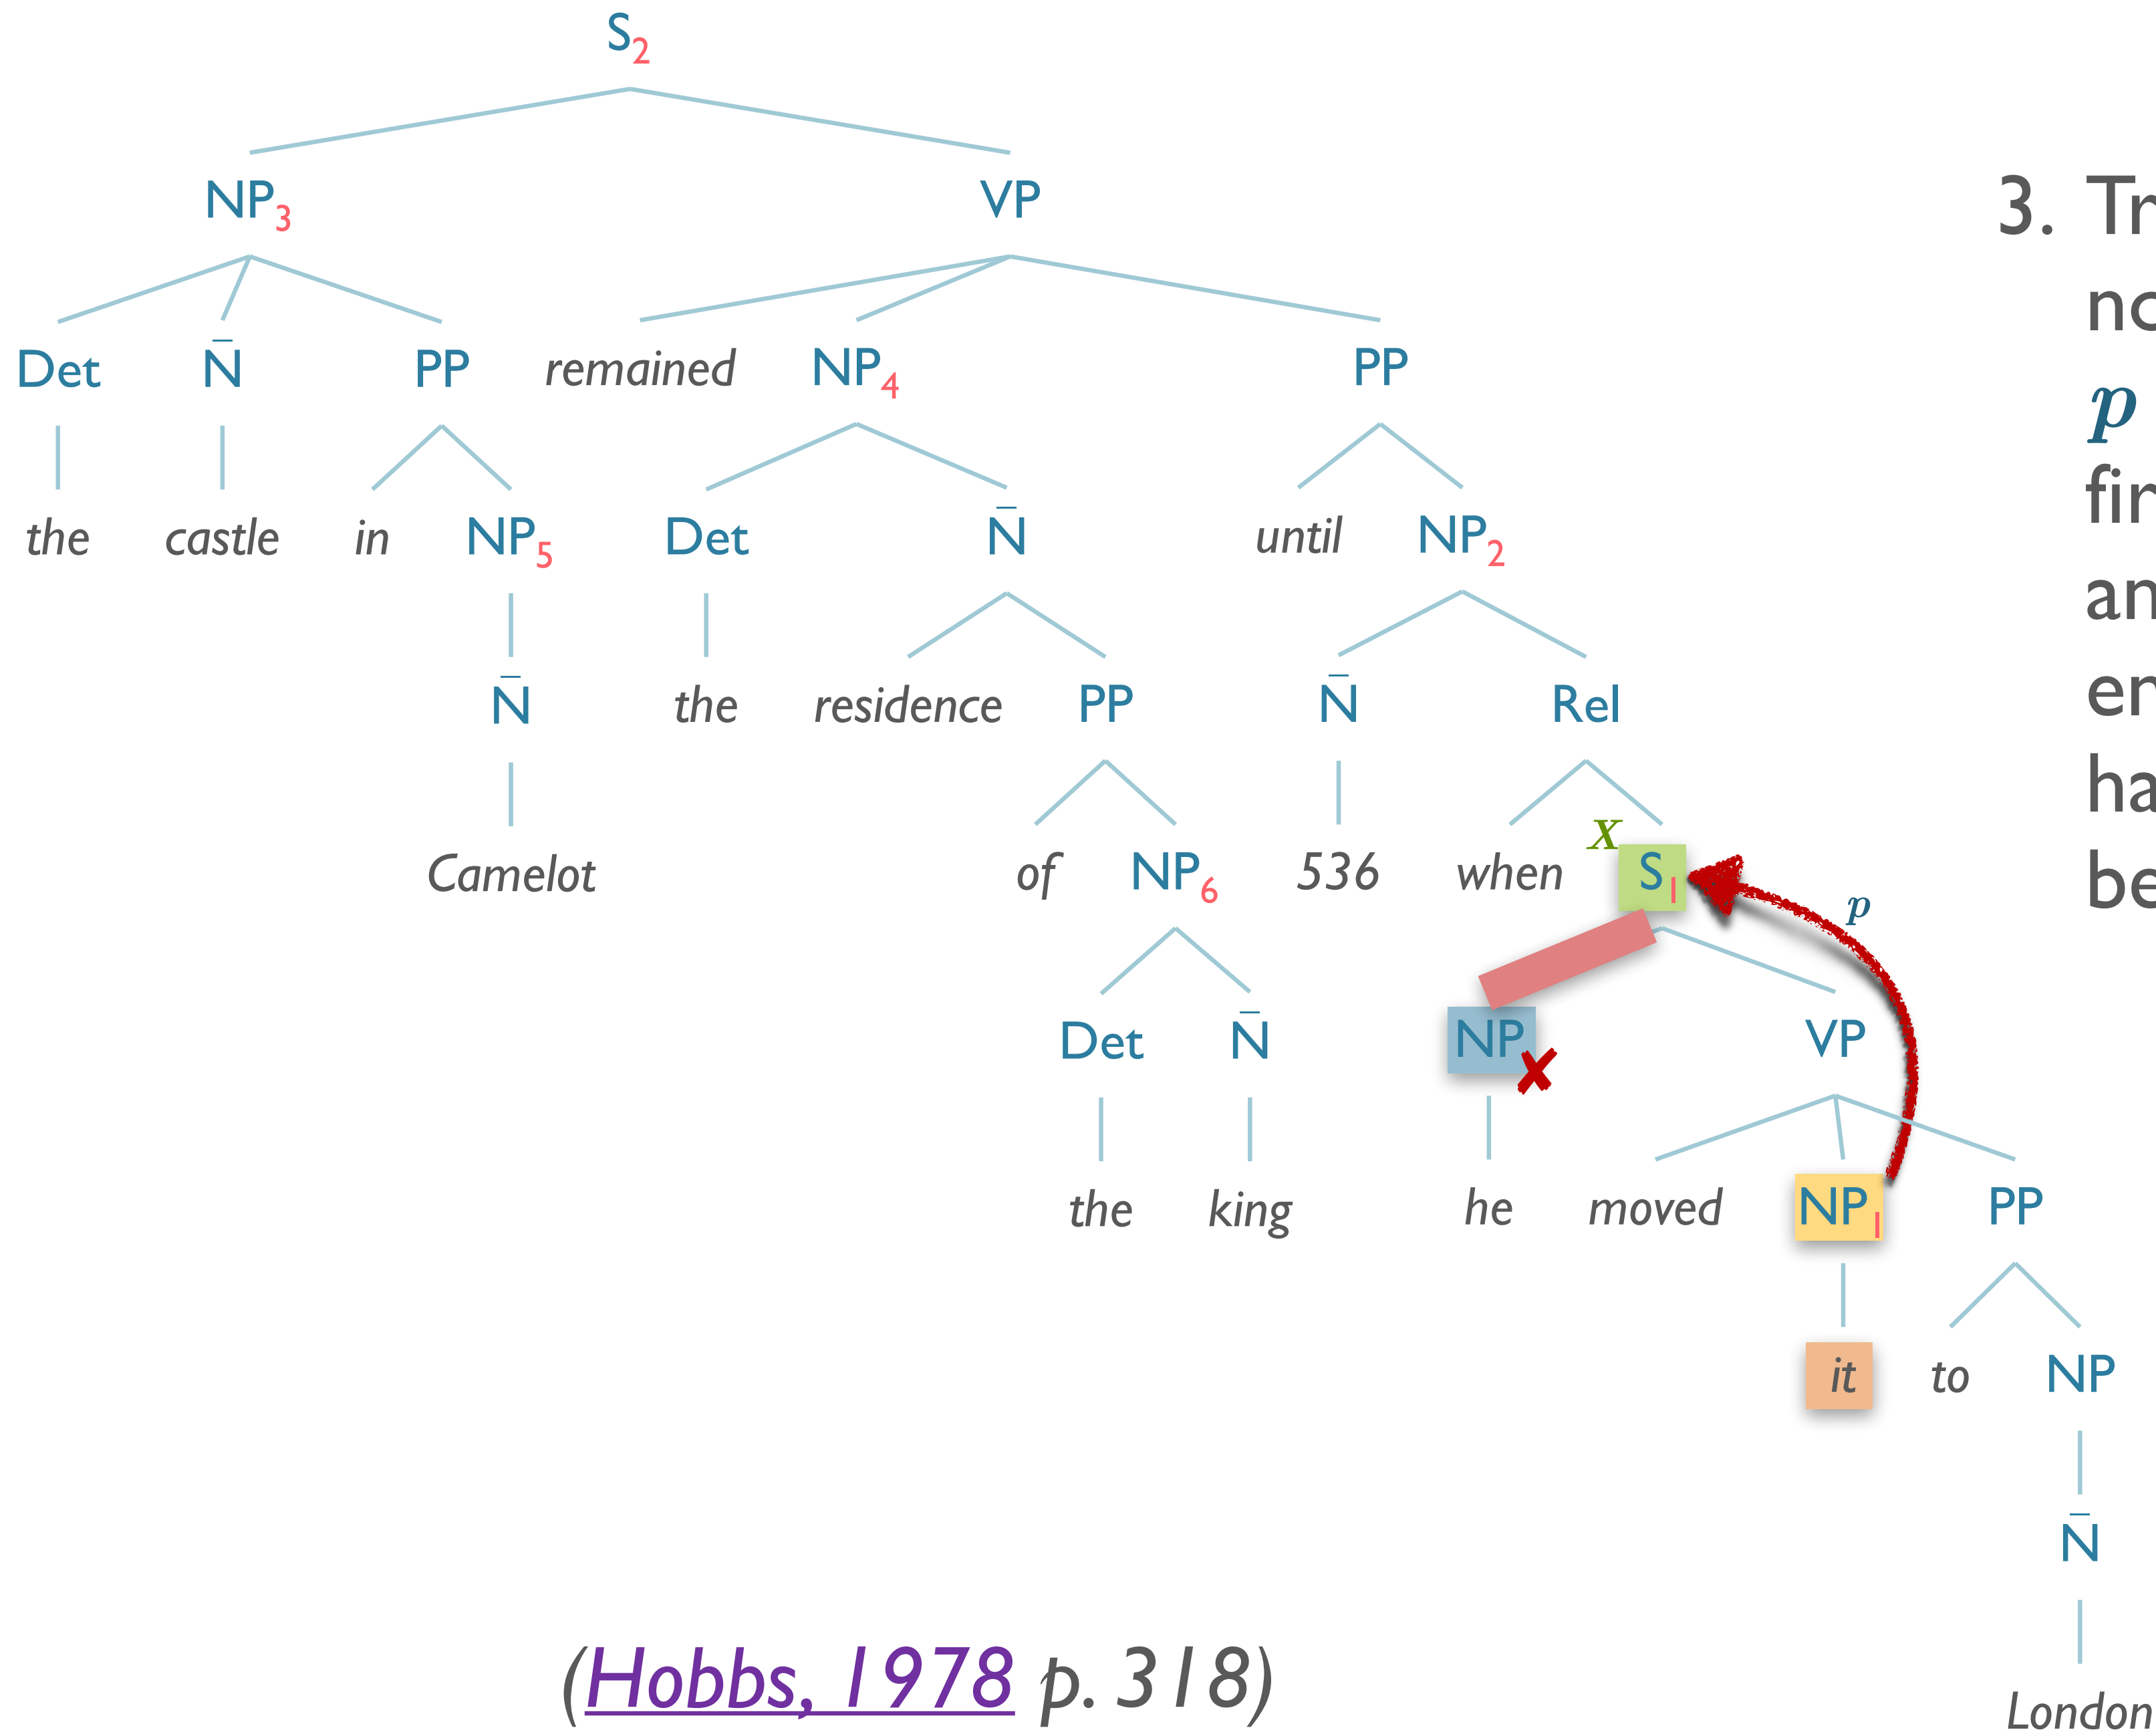 S2
NP3 VP
Det N̄ PP remained NP4 PP
the castle in NP5 Det N̄ until NP2
N̄ the residence PP N̄ Rel
Camelot of NP6 536 when X S1
p
Det N̄ NP ✘ VP
the king he moved NP1 PP
it to NP
N̄
London
(Hobbs, 1978 p. 318)
3. Tr
no
p
fir
an
en
ha
be